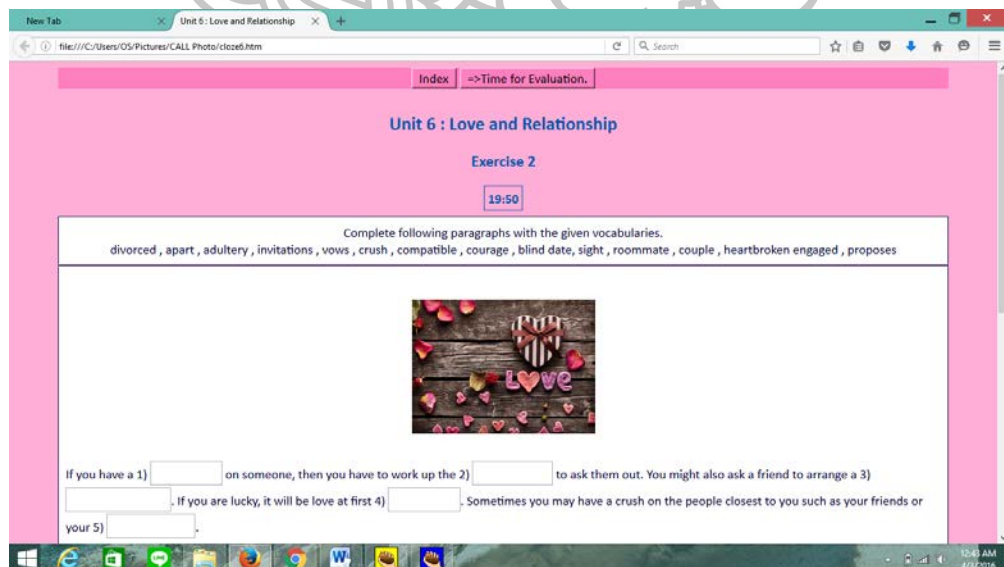 New Tab
Unit 6 : Love and Relationship
file:///C:/Users/OS/Pictures/CALL Photo/cloze6.htm
Search
Index =>Time for Evaluation.
Unit 6 : Love and Relationship
Exercise 2
19:50
Complete following paragraphs with the given vocabularies.
divorced , apart , adultery , invitations , vows , crush , compatible , courage , blind date, sight , roommate , couple , heartbroken engaged , proposes
LOVE
If you have a 1) on someone, then you have to work up the 2) to ask them out. You might also ask a friend to arrange a 3)
. If you are lucky, it will be love at first 4) . Sometimes you may have a crush on the people closest to you such as your friends or
your 5) .
12:43 AM
4/3/2016